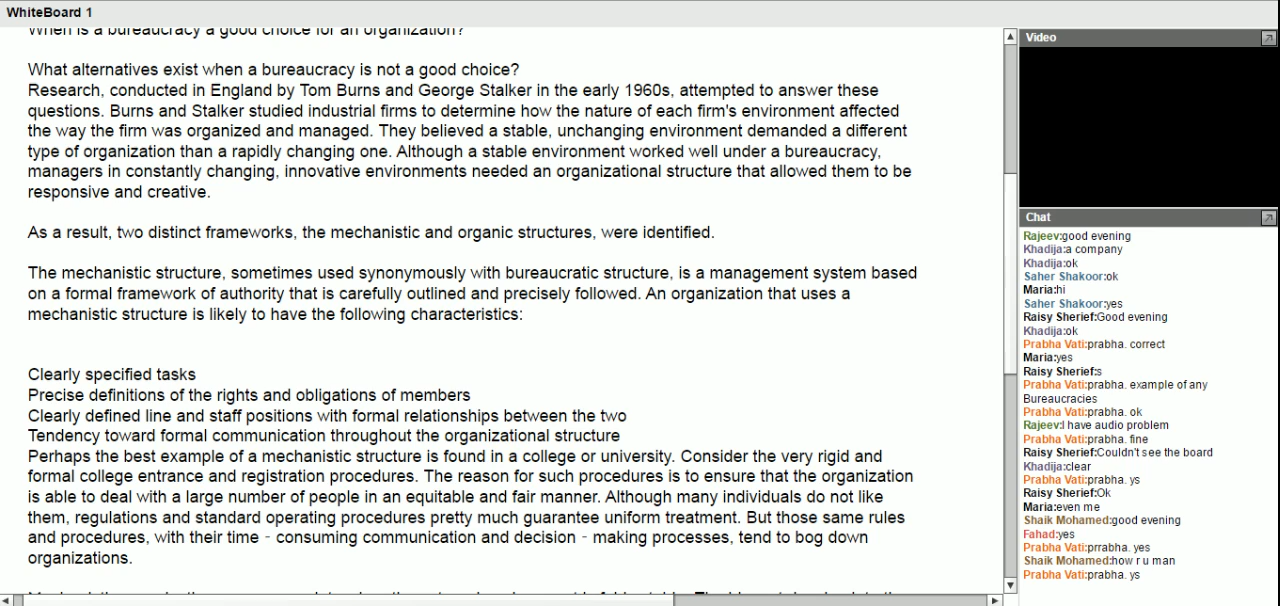 WhiteBoard 1
When is a bureaucracy a good choice for an organization?
What alternatives exist when a bureaucracy is not a good choice?
Research, conducted in England by Tom Burns and George Stalker in the early 1960s, attempted to answer these
questions. Burns and Stalker studied industrial firms to determine how the nature of each firm's environment affected
the way the firm was organized and managed. They believed a stable, unchanging environment demanded a different
type of organization than a rapidly changing one. Although a stable environment worked well under a bureaucracy,
managers in constantly changing, innovative environments needed an organizational structure that allowed them to be
responsive and creative.
As a result, two distinct frameworks, the mechanistic and organic structures, were identified.
The mechanistic structure, sometimes used synonymously with bureaucratic structure, is a management system based
on a formal framework of authority that is carefully outlined and precisely followed. An organization that uses a
mechanistic structure is likely to have the following characteristics:
Clearly specified tasks
Precise definitions of the rights and obligations of members
Clearly defined line and staff positions with formal relationships between the two
Tendency toward formal communication throughout the organizational structure
Perhaps the best example of a mechanistic structure is found in a college or university. Consider the very rigid and
formal college entrance and registration procedures. The reason for such procedures is to ensure that the organization
is able to deal with a large number of people in an equitable and fair manner. Although many individuals do not like
them, regulations and standard operating procedures pretty much guarantee uniform treatment. But those same rules
and procedures, with their time - consuming communication and decision - making processes, tend to bog down
organizations.
Video
Chat
Rajeev:good evening
Khadija:a company
Khadija:ok
Saher Shakoor:ok
Maria:hi
Saher Shakoor:yes
Raisy Sherief:Good evening
Khadija:ok
Prabha Vati:prabha. correct
Maria:yes
Raisy Sherief:s
Prabha Vati:prabha. example of any
Bureaucracies
Prabha Vati:prabha. ok
Rajeev:I have audio problem
Prabha Vati:prabha. fine
Raisy Sherief:Couldn't see the board
Khadija:clear
Prabha Vati:prabha. ys
Raisy Sherief:Ok
Maria:even me
Shaik Mohamed:good evening
Fahad:yes
Prabha Vati:prrabha. yes
Shaik Mohamed:how r u man
Prabha Vati:prabha. ys